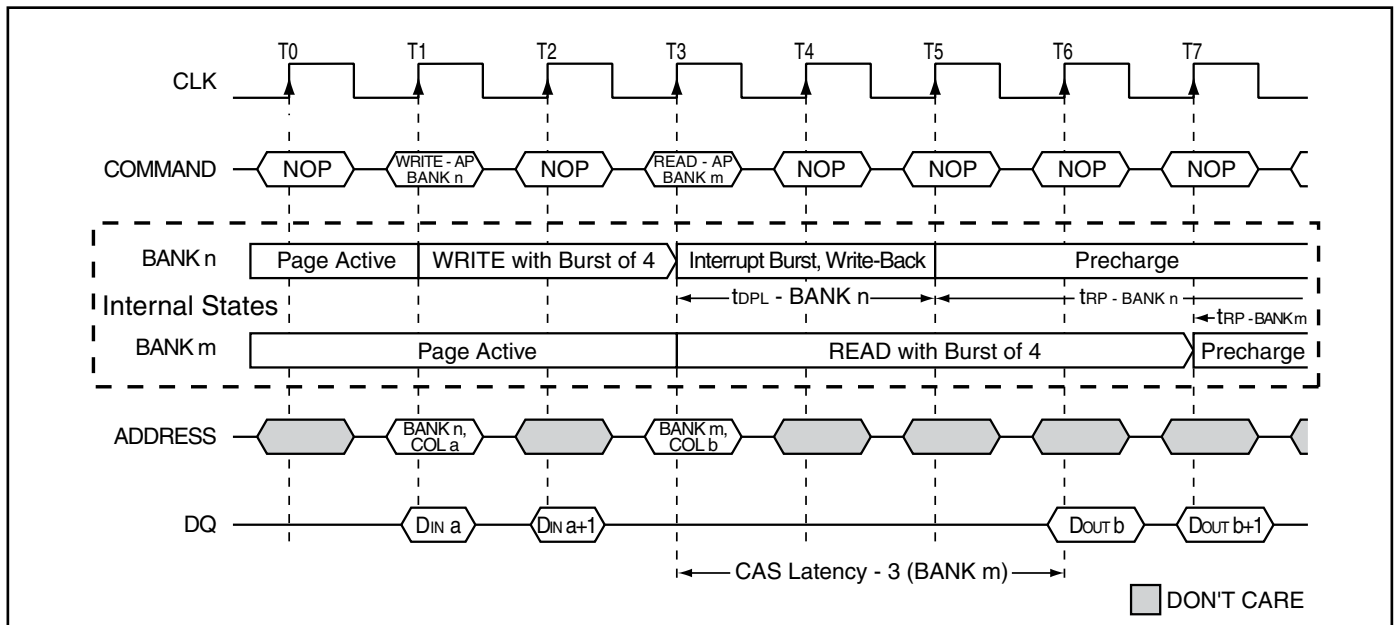 T0 T1 T2 T3 T4 T5 T6 T7
CLK
COMMAND NOP WRITE - AP BANK n NOP READ - AP BANK m NOP NOP NOP NOP
BANK n Page Active WRITE with Burst of 4 Interrupt Burst, Write-Back Precharge
tDPL - BANK n tRP - BANK n
Internal States
tRP - BANK m
BANK m Page Active READ with Burst of 4 Precharge
ADDRESS BANK n, COL a BANK m, COL b
DQ DIN a DIN a+1 DOUT b DOUT b+1
CAS Latency - 3 (BANK m)
DON'T CARE